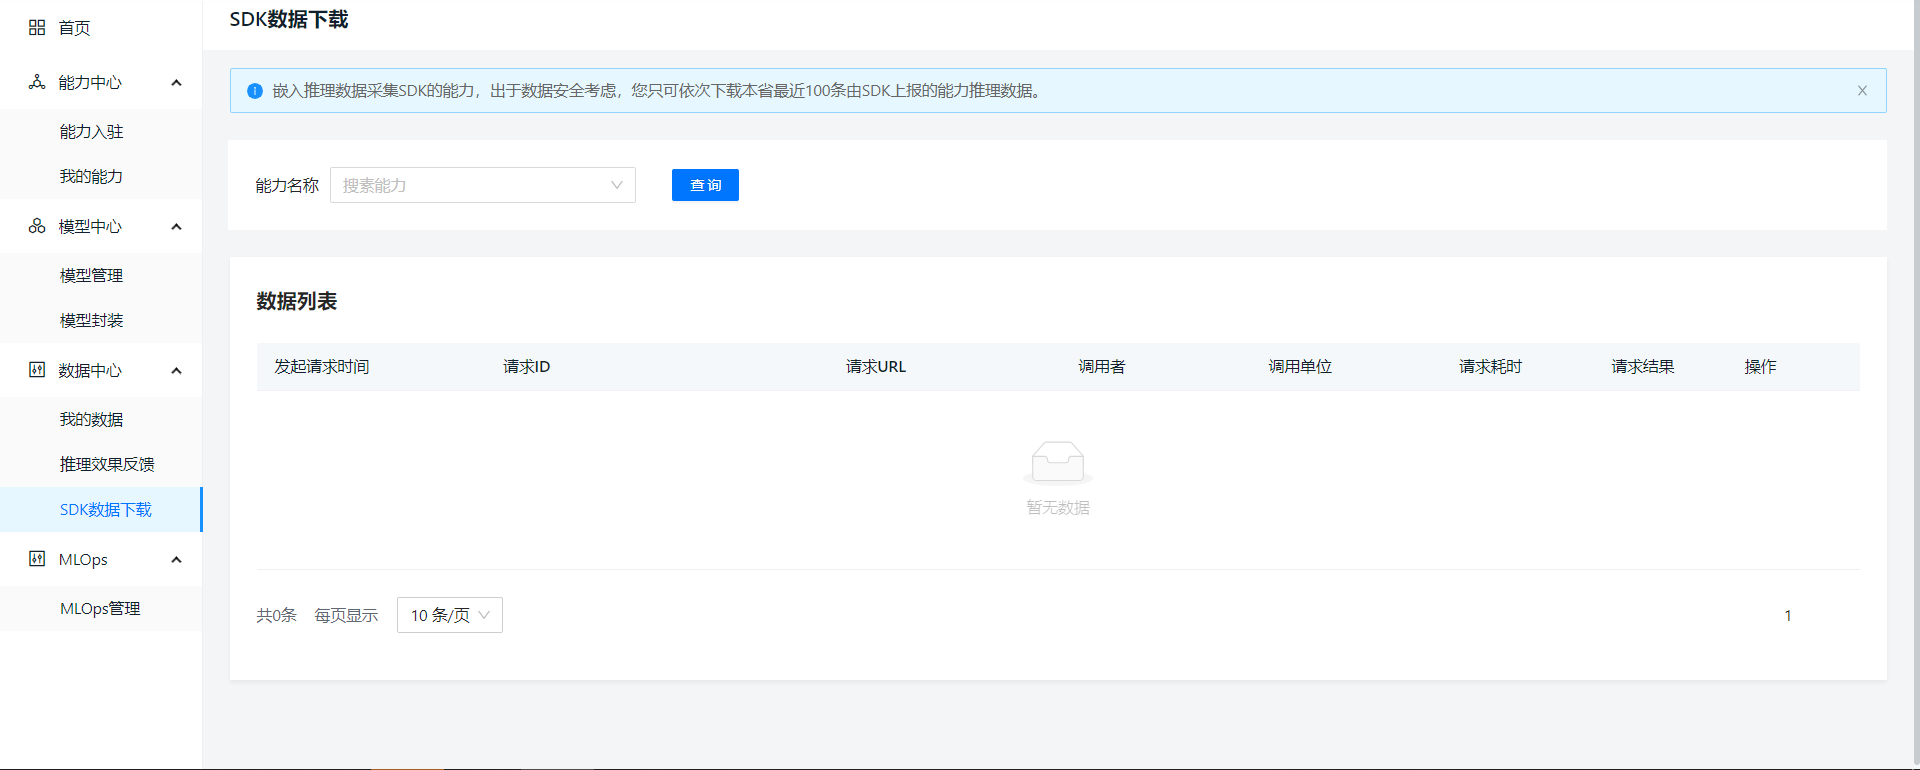 首页
能力中心
能力入驻
我的能力
模型中心
模型管理
模型封装
数据中心
我的数据
推理效果反馈
SDK数据下载
MLOps
MLOps管理
SDK数据下载
嵌入推理数据采集SDK的能力，出于数据安全考虑，您只可依次下载本省最近100条由SDK上报的能力推理数据。
能力名称 搜素能力 查询
数据列表
发起请求时间 请求ID 请求URL 调用者 调用单位 请求耗时 请求结果 操作
暂无数据
共0条 每页显示 10 条/页 1